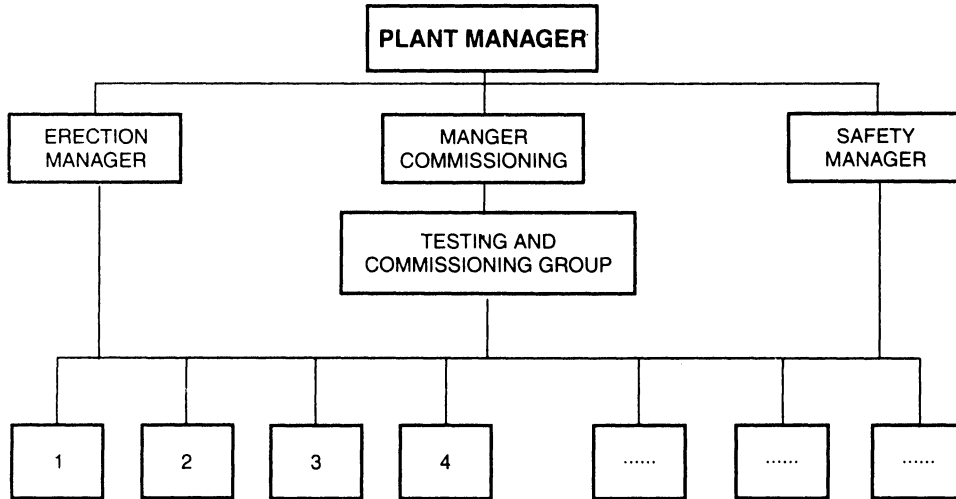 PLANT MANAGER
ERECTION
MANAGER
MANGER
COMMISSIONING
SAFETY
MANAGER
TESTING AND
COMMISSIONING GROUP
1
2
3
4
......
......
......